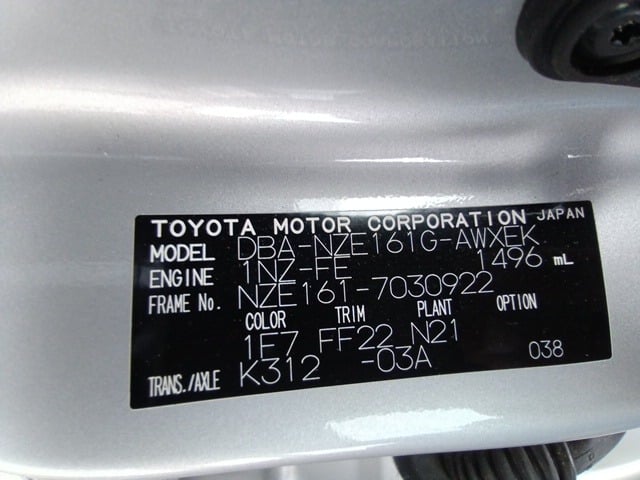 TOYOTA MOTOR CORPORATION JAPAN
MODEL DBA-NZE161G-AWXEK
ENGINE 1NZ-FE 1496 mL
FRAME No. NZE161-7030922
COLOR TRIM PLANT OPTION
1E7 FF22 N21
TRANS./AXLE K312 -03A 038